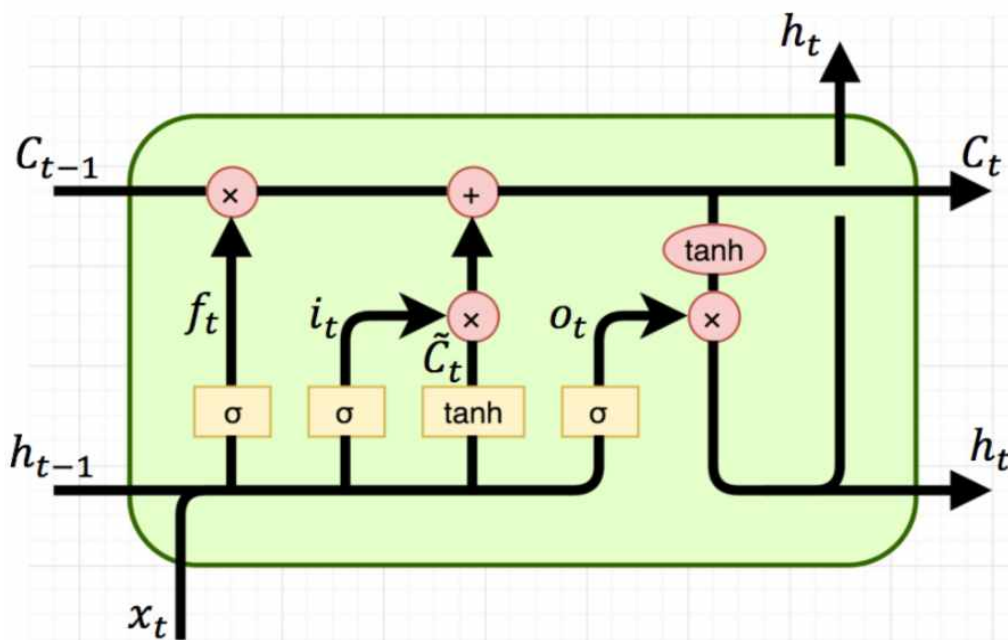 h_t
C_{t-1}
C_t
×
+
tanh
f_t
i_t
×
o_t
×
C̃_t
σ
σ
tanh
σ
h_{t-1}
h_t
x_t